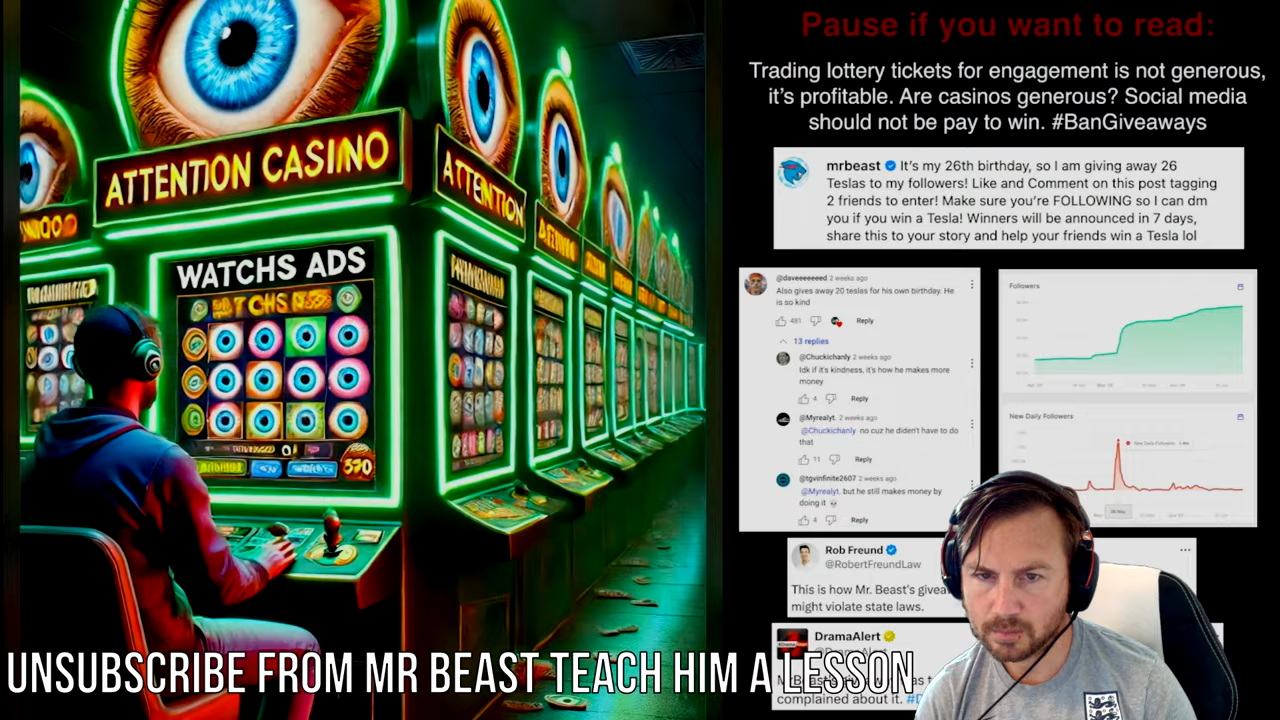 Pause if you want to read:
Trading lottery tickets for engagement is not generous,
it's profitable. Are casinos generous? Social media
should not be pay to win. #BanGiveaways
mrbeast It's my 26th birthday, so I am giving away 26
Teslas to my followers! Like and Comment on this post tagging
2 friends to enter! Make sure you're FOLLOWING so I can dm
you if you win a Tesla! Winners will be announced in 7 days,
share this to your story and help your friends win a Tesla lol
ATTENTION CASINO
ATTENTION
WATCHS ADS
@daveeeeeeed 2 weeks ago
Also gives away 20 teslas for his own birthday. He
is so kind
481 Reply
13 replies
@Chuckichanly 2 weeks ago
Idk if it's kindness, it's how he makes more
money
4 Reply
@Myrealyt. 2 weeks ago
@Chuckichanly no cuz he didern't have to do
that
11 Reply
@tgvinfinite2607 2 weeks ago
@Myrealyt. but he still makes money by
doing it
4 Reply
Followers
New Daily Followers
New Daily Followers
Rob Freund
@RobertFreundLaw
This is how Mr. Beast's givea
might violate state laws.
DramaAlert
complained about it.
UNSUBSCRIBE FROM MR BEAST TEACH HIM A LESSON